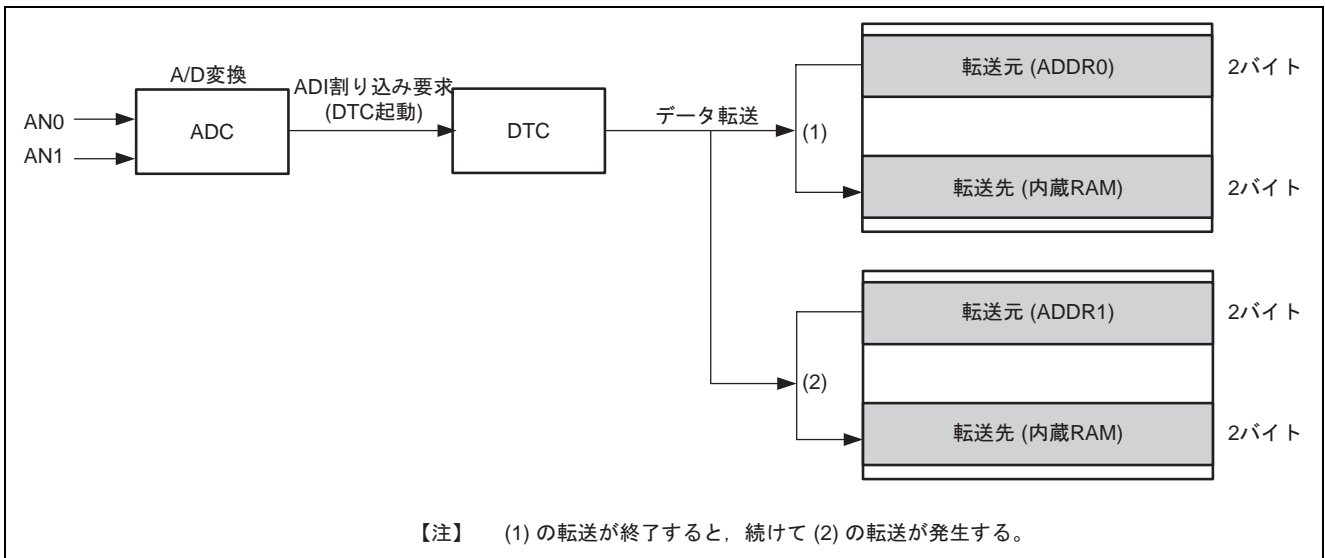 A/D変換
AN0
AN1
ADC
ADI割り込み要求
(DTC起動)
DTC
データ転送
(1)
転送元 (ADDR0)
2バイト
転送先 (内蔵RAM)
2バイト
(2)
転送元 (ADDR1)
2バイト
転送先 (内蔵RAM)
2バイト
【注】 (1) の転送が終了すると，続けて (2) の転送が発生する。